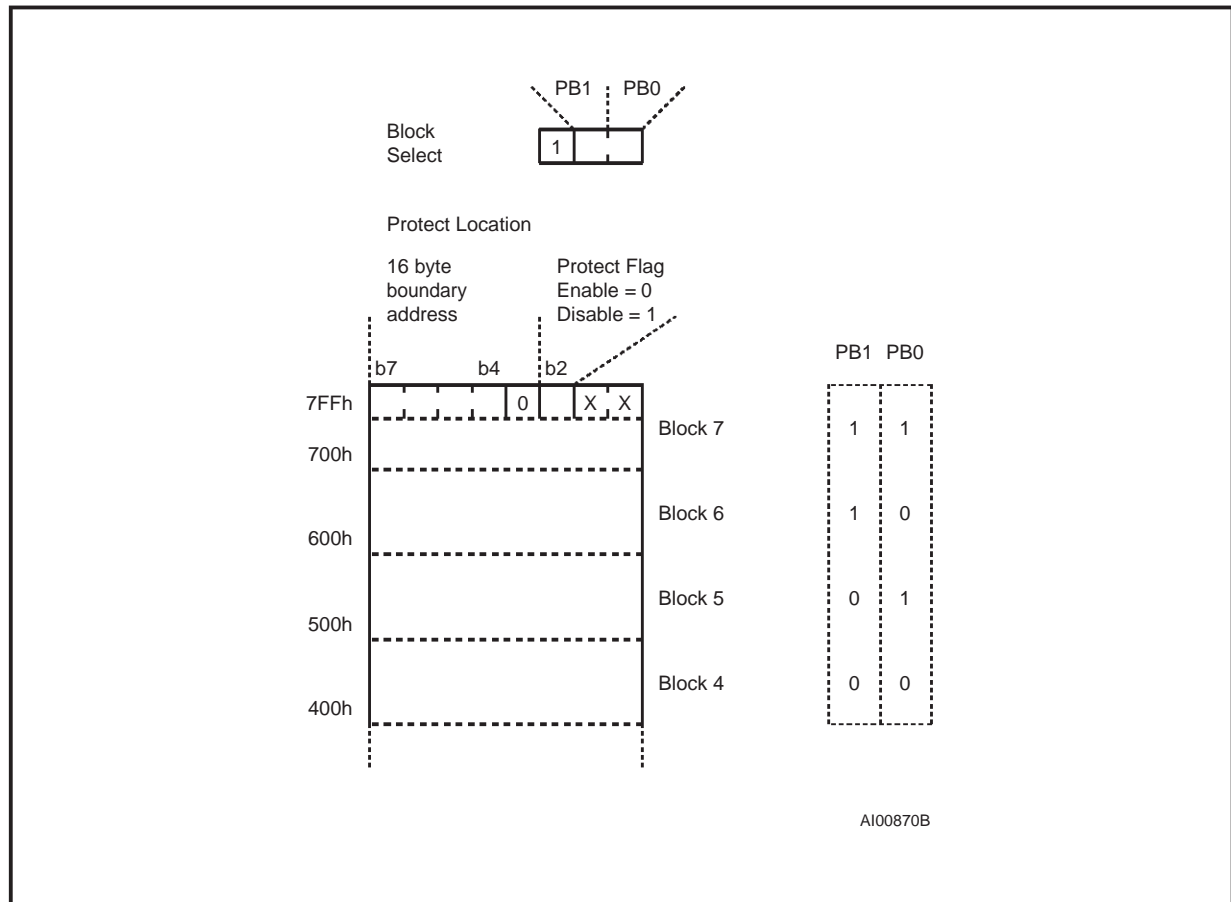 PB1 PB0
Block
Select
1
Protect Location
16 byte
boundary
address
Protect Flag
Enable = 0
Disable = 1
PB1 PB0
b7 b4 b2
7FFh 0 X X
Block 7 1 1
700h
Block 6 1 0
600h
Block 5 0 1
500h
Block 4 0 0
400h
AI00870B